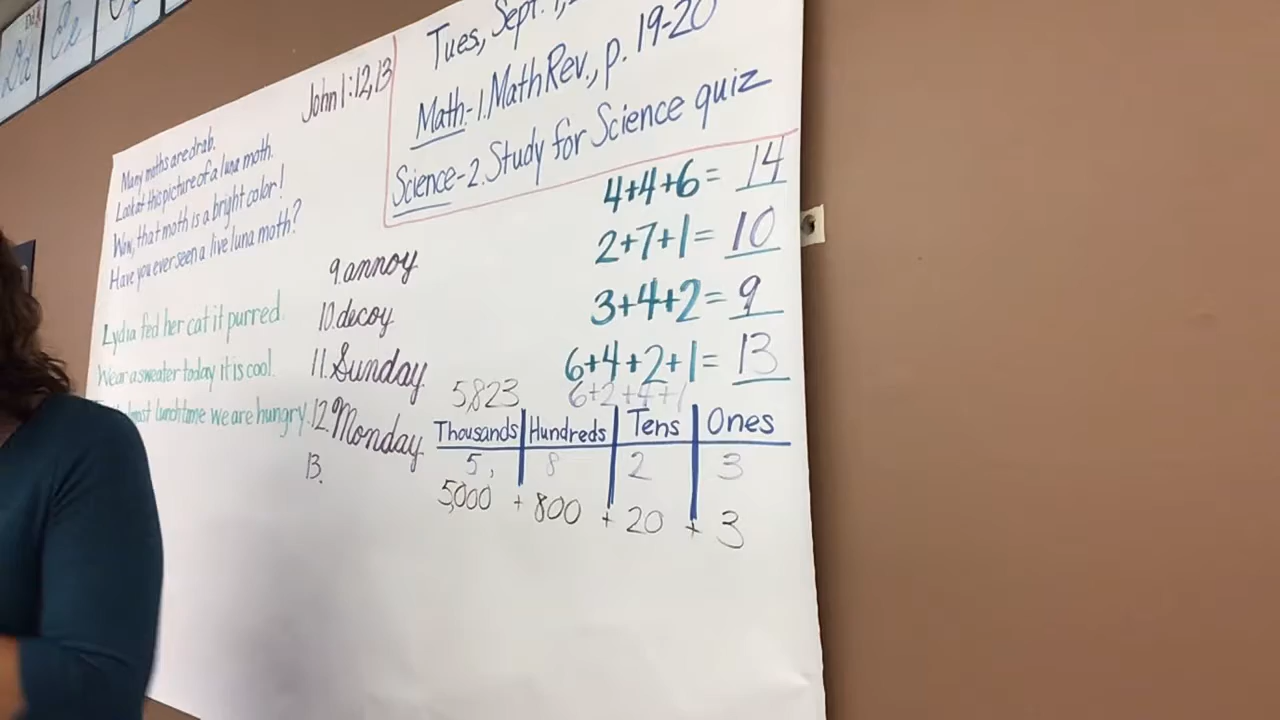 Dd
Ee
John 1:12,13
Tues, Sept. 1,
Math-1. Math Rev., p. 19-20
Science-2. Study for Science quiz
Many moths are drab.
Look at this picture of a luna moth.
Wow, that moth is a bright color!
Have you ever seen a live luna moth?
Lydia fed her cat it purred.
Wear a sweater today it is cool.
lunchtime we are hungry.
9. annoy
10. decoy
11. Sunday
12. Monday
13.
4+4+6= 14
2+7+1= 10
3+4+2= 9
6+4+2+1= 13
6+2+4+1
5,823
Thousands Hundreds Tens Ones
5, 8 2 3
5,000 + 800 + 20 + 3